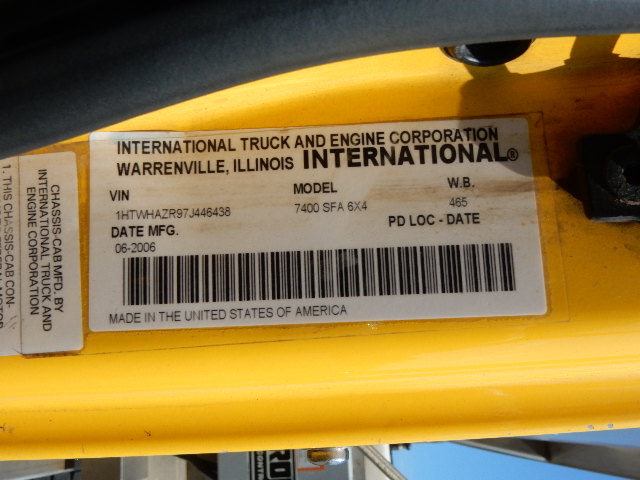 INTERNATIONAL TRUCK AND ENGINE CORPORATION
WARRENVILLE, ILLINOIS INTERNATIONAL®
VIN MODEL W.B.
1HTWHAZR97J446438 7400 SFA 6X4 465
DATE MFG. PD LOC - DATE
06-2006
MADE IN THE UNITED STATES OF AMERICA
CHASSIS-CAB MFD. BY
INTERNATIONAL TRUCK AND
ENGINE CORPORATION
1. THIS CHASSIS-CAB CON-